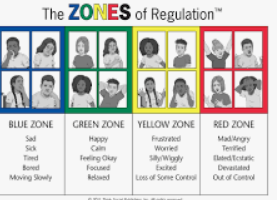 The ZONES of Regulation™
BLUE ZONE
Sad
Sick
Tired
Bored
Moving Slowly
GREEN ZONE
Happy
Calm
Feeling Okay
Focused
Relaxed
YELLOW ZONE
Frustrated
Worried
Silly/Wiggly
Excited
Loss of Some Control
RED ZONE
Mad/Angry
Terrified
Elated/Ecstatic
Devastated
Out of Control